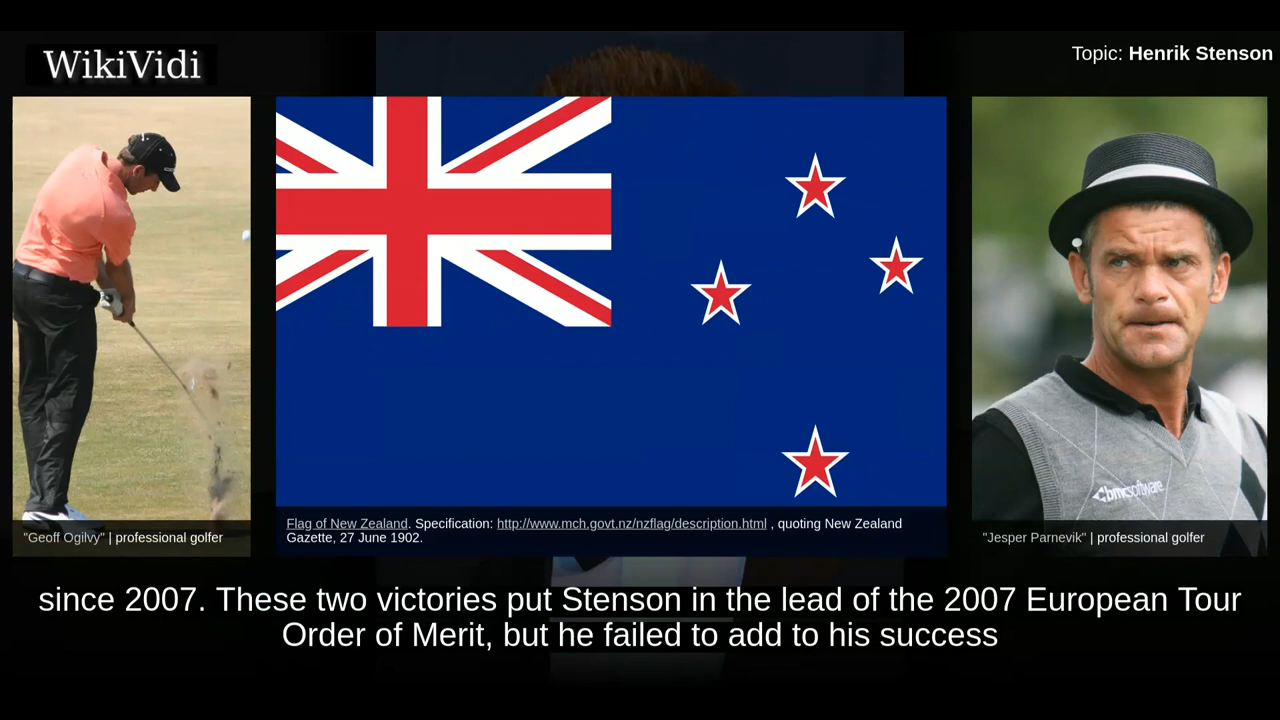 WikiVidi
Topic: Henrik Stenson
"Geoff Ogilvy" | professional golfer
Flag of New Zealand. Specification: http://www.mch.govt.nz/nzflag/description.html , quoting New Zealand
Gazette, 27 June 1902.
bmcsoftware
"Jesper Parnevik" | professional golfer
since 2007. These two victories put Stenson in the lead of the 2007 European Tour
Order of Merit, but he failed to add to his success